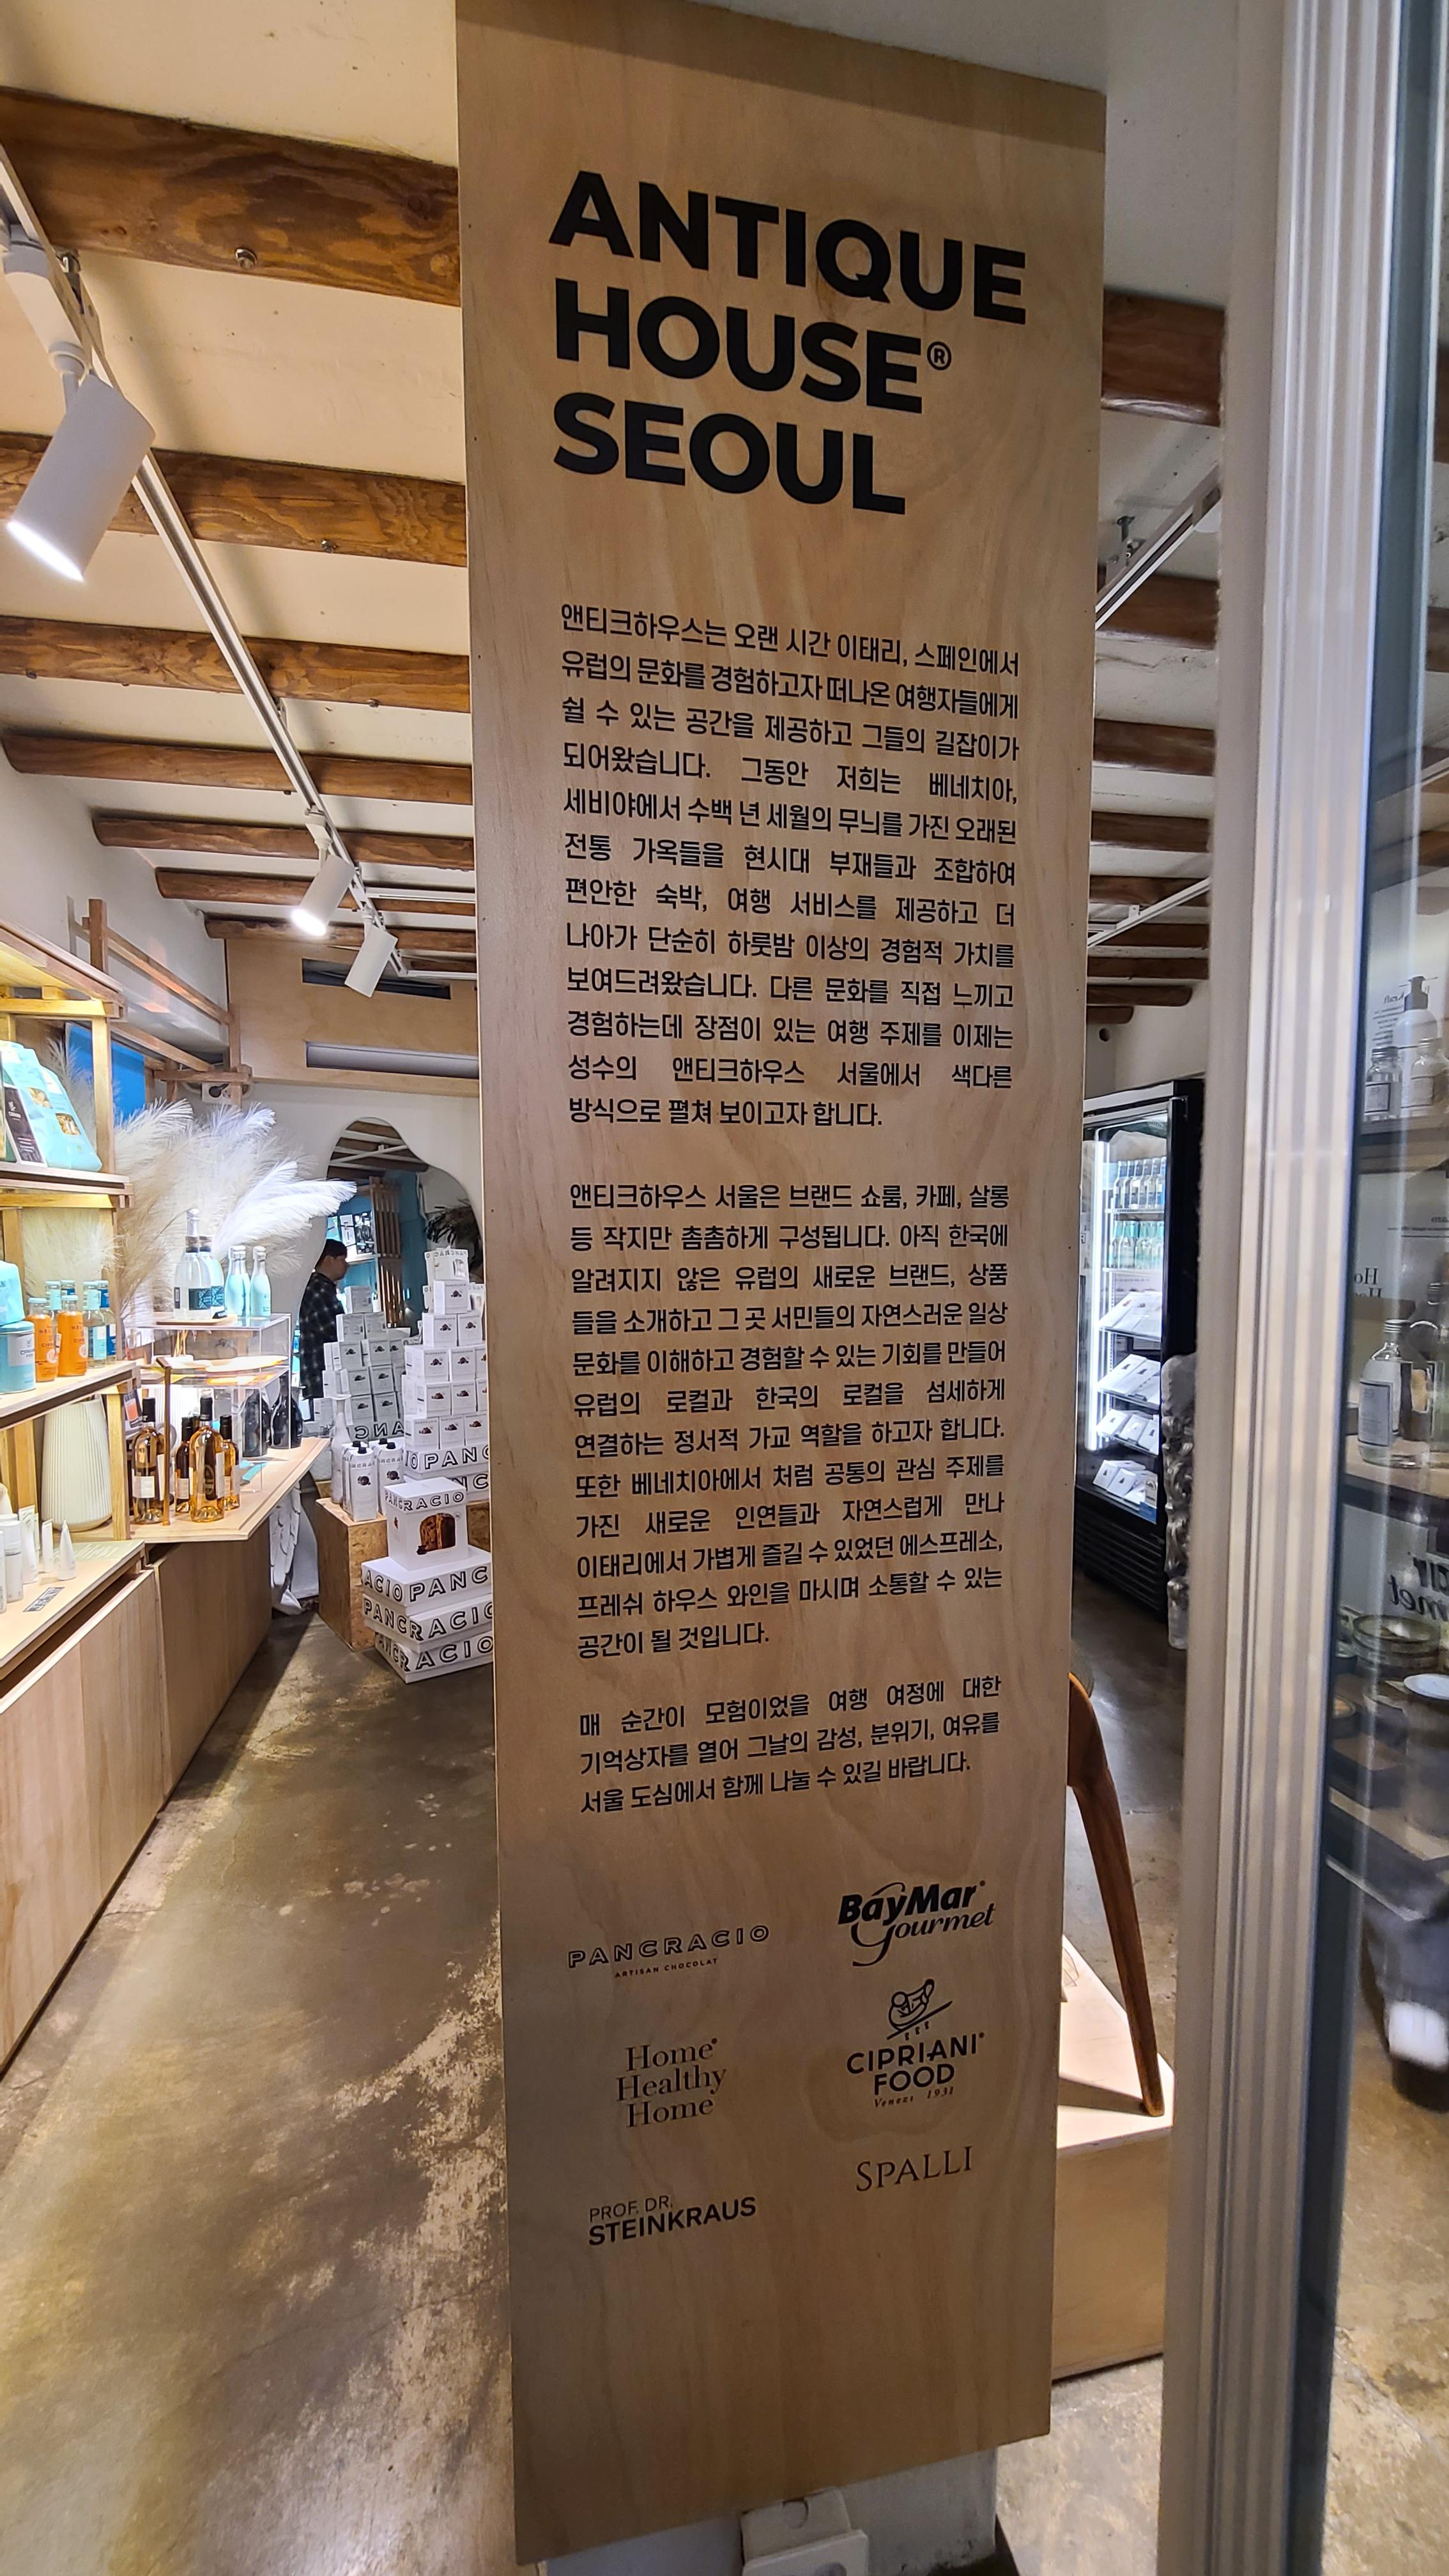 ANTIQUE
HOUSE®
SEOUL
앤티크하우스는 오랜 시간 이태리, 스페인에서
유럽의 문화를 경험하고자 떠나온 여행자들에게
쉴 수 있는 공간을 제공하고 그들의 길잡이가
되어왔습니다. 그동안 저희는 베네치아,
세비야에서 수백 년 세월의 무늬를 가진 오래된
전통 가옥들을 현시대 부재들과 조합하여
편안한 숙박, 여행 서비스를 제공하고 더
나아가 단순히 하룻밤 이상의 경험적 가치를
보여드려왔습니다. 다른 문화를 직접 느끼고
경험하는데 장점이 있는 여행 주제를 이제는
성수의 앤티크하우스 서울에서 색다른
방식으로 펼쳐 보이고자 합니다.
앤티크하우스 서울은 브랜드 쇼룸, 카페, 살롱
등 작지만 촘촘하게 구성됩니다. 아직 한국에
알려지지 않은 유럽의 새로운 브랜드, 상품
들을 소개하고 그 곳 서민들의 자연스러운 일상
문화를 이해하고 경험할 수 있는 기회를 만들어
유럽의 로컬과 한국의 로컬을 섬세하게
연결하는 정서적 가교 역할을 하고자 합니다.
또한 베네치아에서 처럼 공통의 관심 주제를
가진 새로운 인연들과 자연스럽게 만나
이태리에서 가볍게 즐길 수 있었던 에스프레소,
프레쉬 하우스 와인을 마시며 소통할 수 있는
공간이 될 것입니다.
매 순간이 모험이었을 여행 여정에 대한
기억상자를 열어 그날의 감성, 분위기, 여유를
서울 도심에서 함께 나눌 수 있길 바랍니다.
PANCRACIO
ARTISAN CHOCOLAT
BayMar®
Gourmet
Home®
Healthy
Home
CIPRIANI®
FOOD
Venezi 1931
PROF. DR.
STEINKRAUS
SPALLI
PANCRACIO
ACIO PANC
PANCRACIO
ACIO